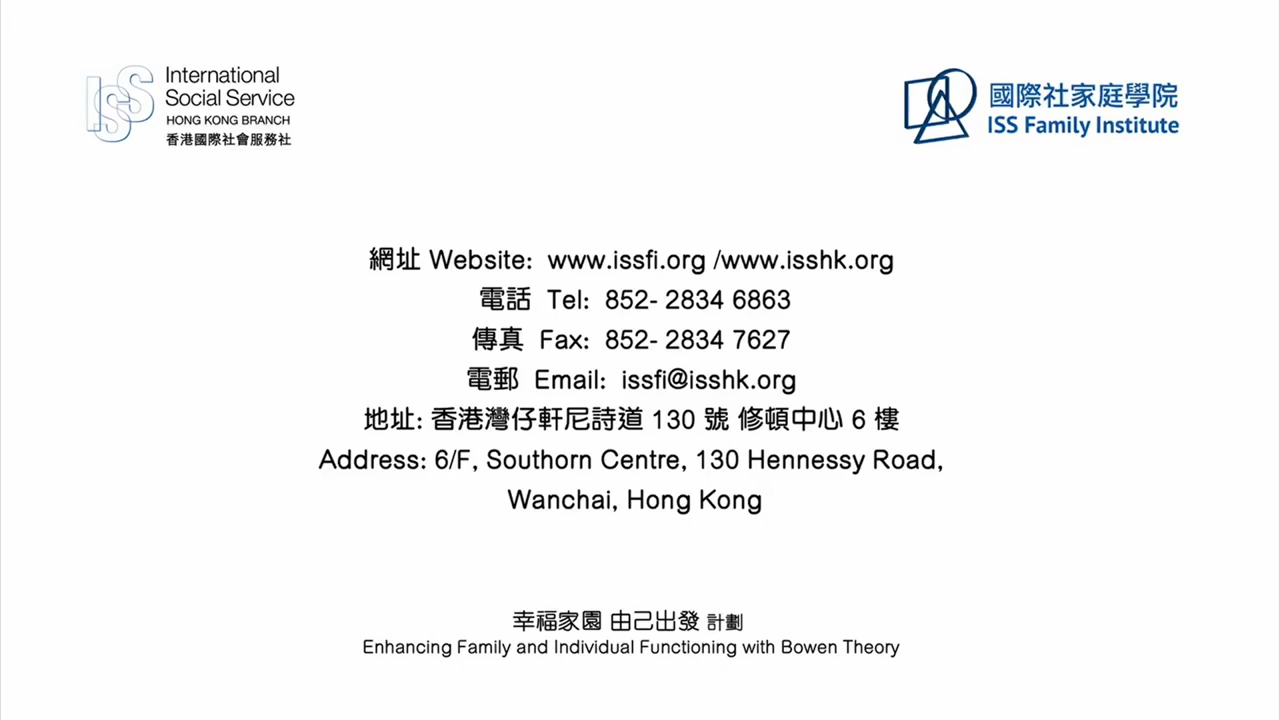 ISS
International
Social Service
HONG KONG BRANCH
香港國際社會服務社
國際社家庭學院
ISS Family Institute
網址 Website: www.issfi.org /www.isshk.org
電話 Tel: 852- 2834 6863
傳真 Fax: 852- 2834 7627
電郵 Email: issfi@isshk.org
地址: 香港灣仔軒尼詩道 130 號 修頓中心 6 樓
Address: 6/F, Southorn Centre, 130 Hennessy Road,
Wanchai, Hong Kong
幸福家園 由己出發 計劃
Enhancing Family and Individual Functioning with Bowen Theory